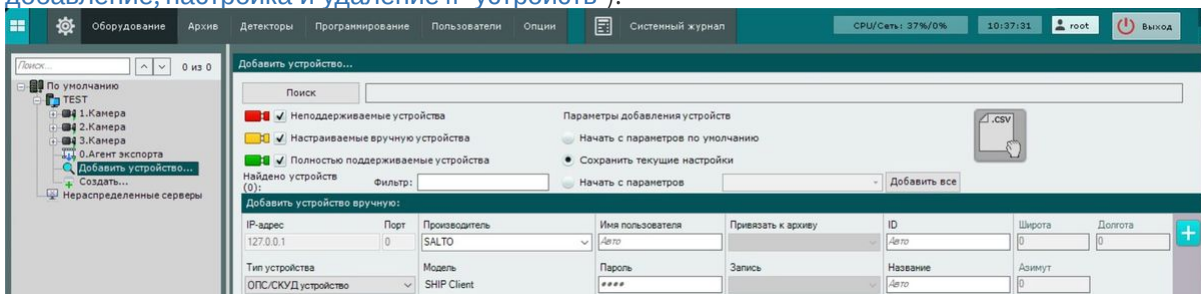 добавление, настройка и удаление IP-устройств").
Оборудование Архив Детекторы Программирование Пользователи Опции Системный журнал CPU/Сеть: 37%/0% 10:37:31 root Выход
Поиск... 0 из 0
По умолчанию
TEST
1.Камера
2.Камера
3.Камера
0.Агент экспорта
Добавить устройство...
Создать...
Нераспределенные серверы
Добавить устройство...
Поиск
Неподдерживаемые устройства
Настраиваемые вручную устройства
Полностью поддерживаемые устройства
Параметры добавления устройств
Начать с параметров по умолчанию
Сохранить текущие настройки
Начать с параметров
.CSV
Найдено устройств (0):
Фильтр:
Добавить все
Добавить устройство вручную:
IP-адрес Порт Производитель Имя пользователя Привязать к архиву ID Широта Долгота
127.0.0.1 0 SALTO Авто Авто 0 0
Тип устройства Модель Пароль Запись Название Азимут
ОПС/СКУД устройство SHIP Client **** Авто 0